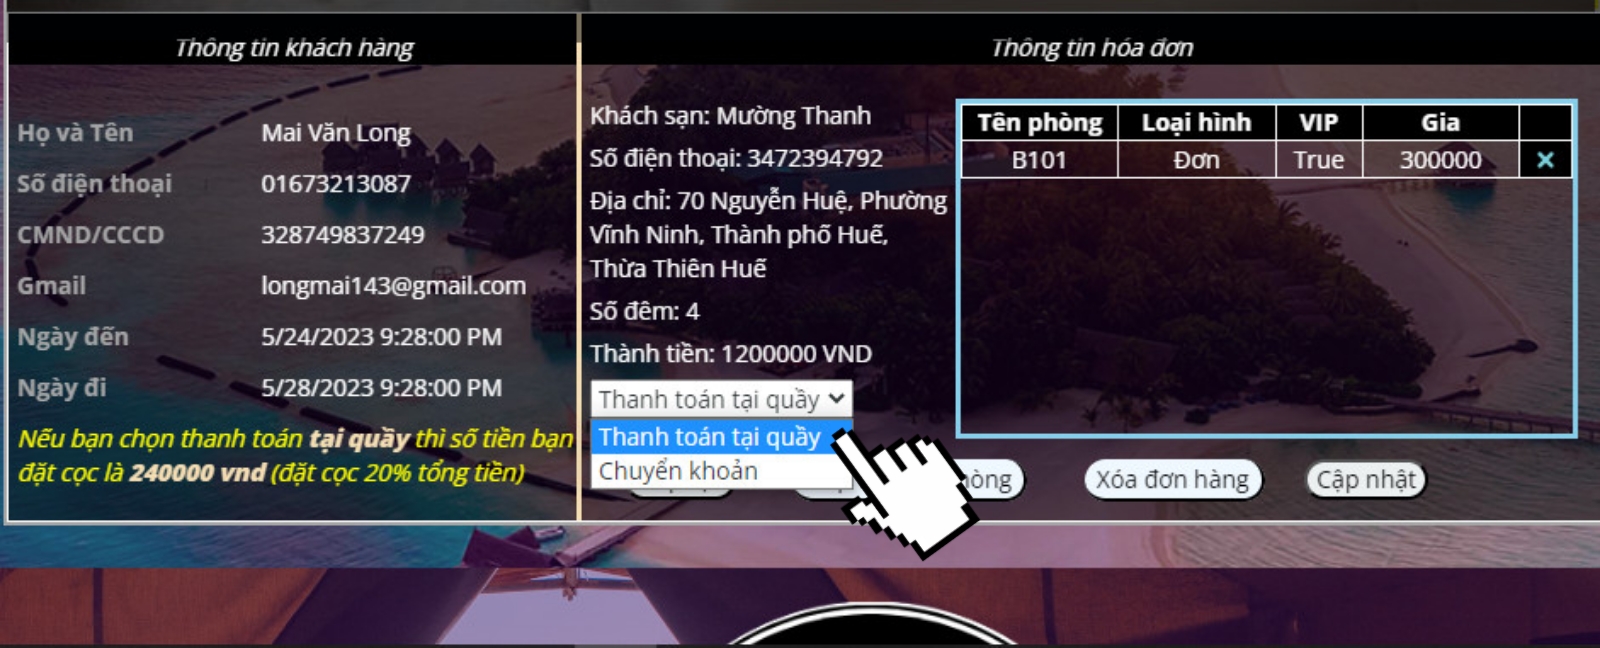 Thông tin khách hàng
Họ và Tên Mai Văn Long
Số điện thoại 01673213087
CMND/CCCD 328749837249
Gmail longmai143@gmail.com
Ngày đến 5/24/2023 9:28:00 PM
Ngày đi 5/28/2023 9:28:00 PM
Nếu bạn chọn thanh toán tại quầy thì số tiền bạn
đặt cọc là 240000 vnd (đặt cọc 20% tổng tiền)
Thông tin hóa đơn
Khách sạn: Mường Thanh
Số điện thoại: 3472394792
Địa chỉ: 70 Nguyễn Huệ, Phường
Vĩnh Ninh, Thành phố Huế,
Thừa Thiên Huế
Số đêm: 4
Thành tiền: 1200000 VND
Thanh toán tại quầy
Thanh toán tại quầy
Chuyển khoản
Tên phòng Loại hình VIP Gia
B101 Đơn True 300000 ×
Xóa đơn hàng Cập nhật